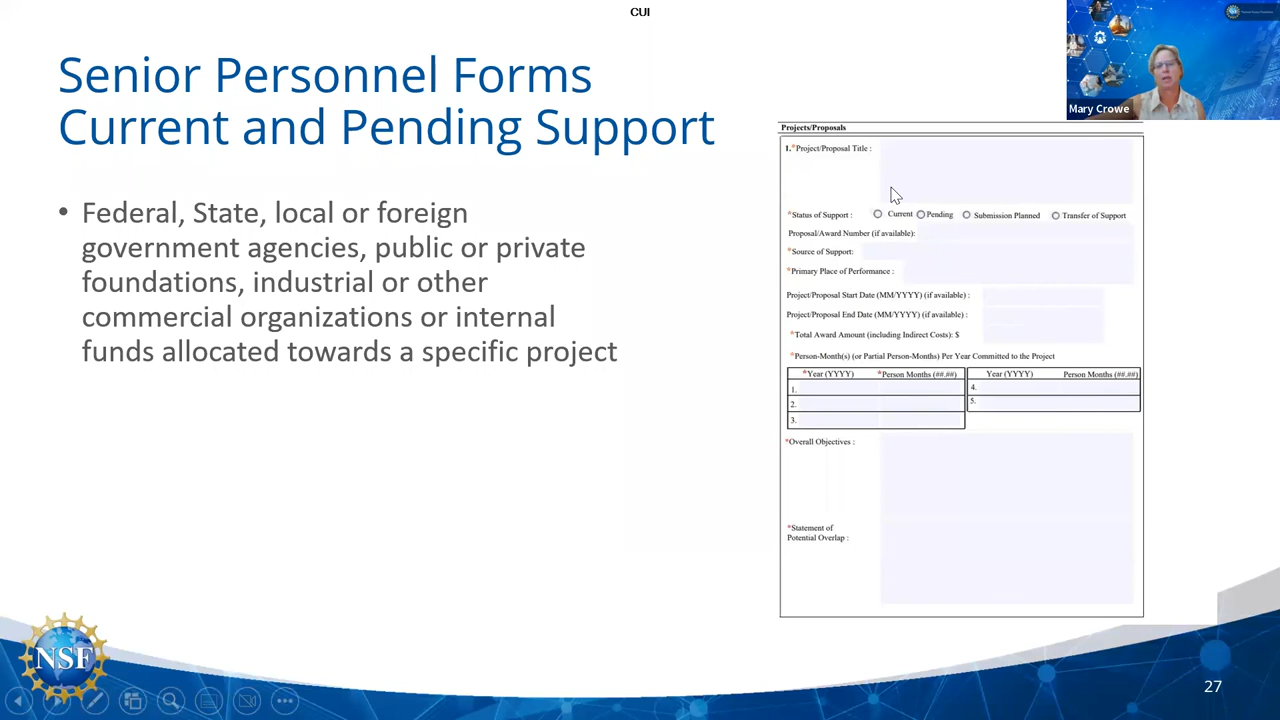 CUI
Senior Personnel Forms
Current and Pending Support
• Federal, State, local or foreign
government agencies, public or private
foundations, industrial or other
commercial organizations or internal
funds allocated towards a specific project
Mary Crowe
Projects/Proposals
1.*Project/Proposal Title :
*Status of Support : Current Pending Submission Planned Transfer of Support
Proposal/Award Number (if available):
*Source of Support:
*Primary Place of Performance :
Project/Proposal Start Date (MM/YYYY) (if available) :
Project/Proposal End Date (MM/YYYY) (if available) :
*Total Award Amount (including Indirect Costs): $
*Person-Month(s) (or Partial Person-Months) Per Year Committed to the Project
*Year (YYYY) *Person Months (##.##) Year (YYYY) Person Months (##.##)
1. 4.
2. 5.
3.
*Overall Objectives :
*Statement of
Potential Overlap :
NSF
27